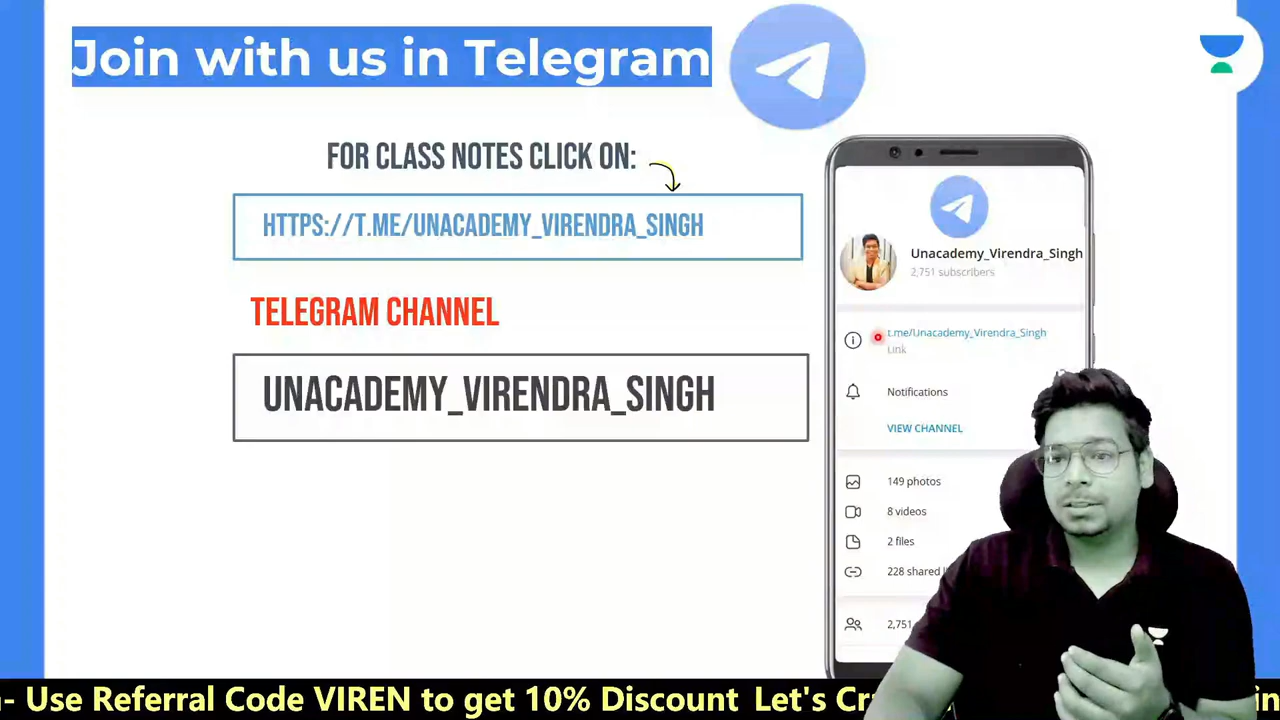 Join with us in Telegram
FOR CLASS NOTES CLICK ON:
HTTPS://T.ME/UNACADEMY_VIRENDRA_SINGH
TELEGRAM CHANNEL
UNACADEMY_VIRENDRA_SINGH
Unacademy_Virendra_Singh
2,751 subscribers
t.me/Unacademy_Virendra_Singh
Link
Notifications
VIEW CHANNEL
149 photos
8 videos
2 files
228 shared
2,751
- Use Referral Code VIREN to get 10% Discount Let's